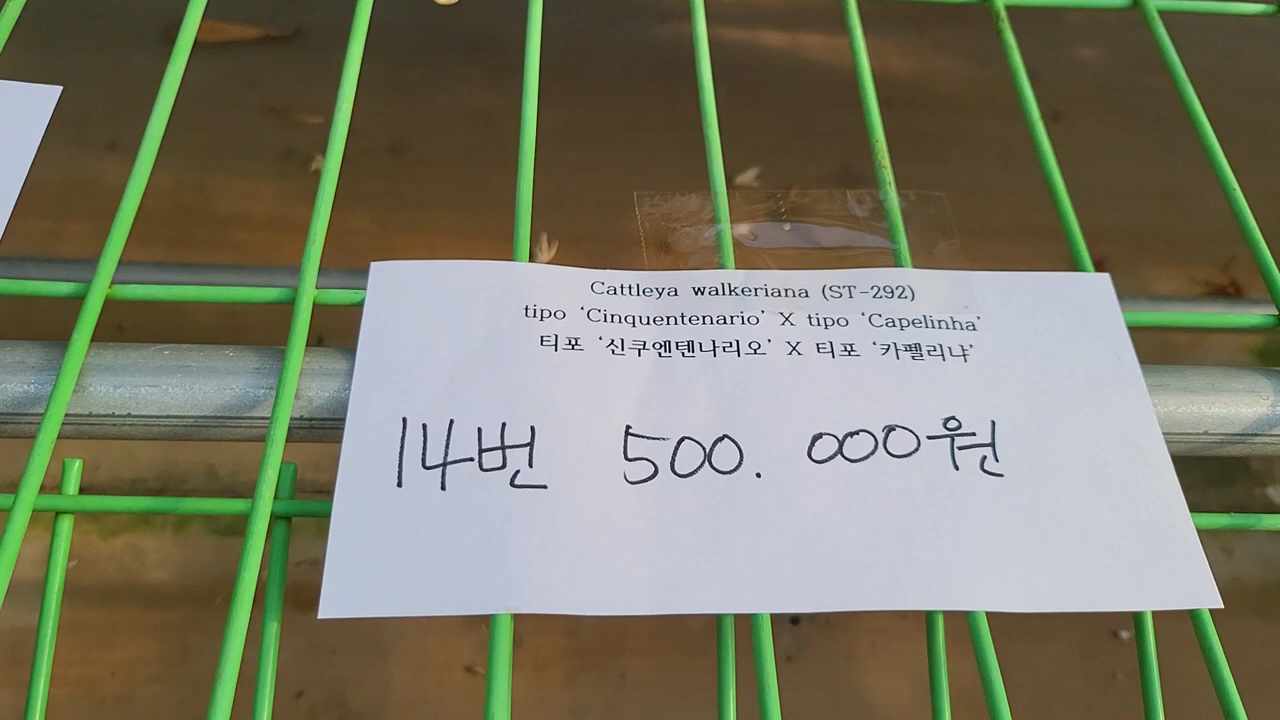 Cattleya walkeriana (ST-292)
tipo ‘Cinquentenario’ X tipo ‘Capelinha’
티포 ‘신쿠엔텐나리오’ X 티포 ‘카펠리냐’
14번 500. 000원